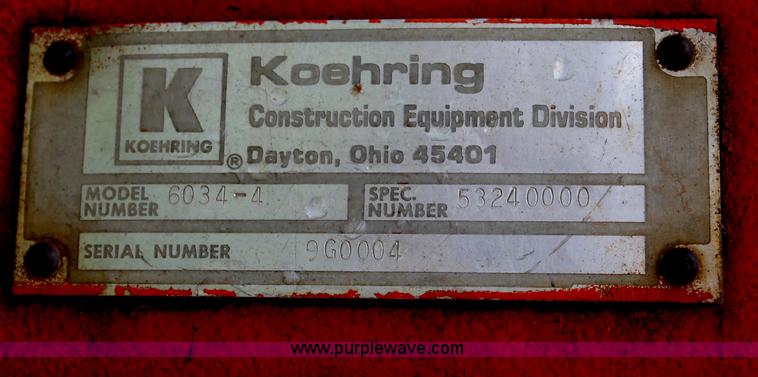 K
KOEHRING
®
Koehring
Construction Equipment Division
Dayton, Ohio 45401
MODEL NUMBER 6034-4
SPEC. NUMBER 53240000
SERIAL NUMBER 9G0004
www.purplewave.com